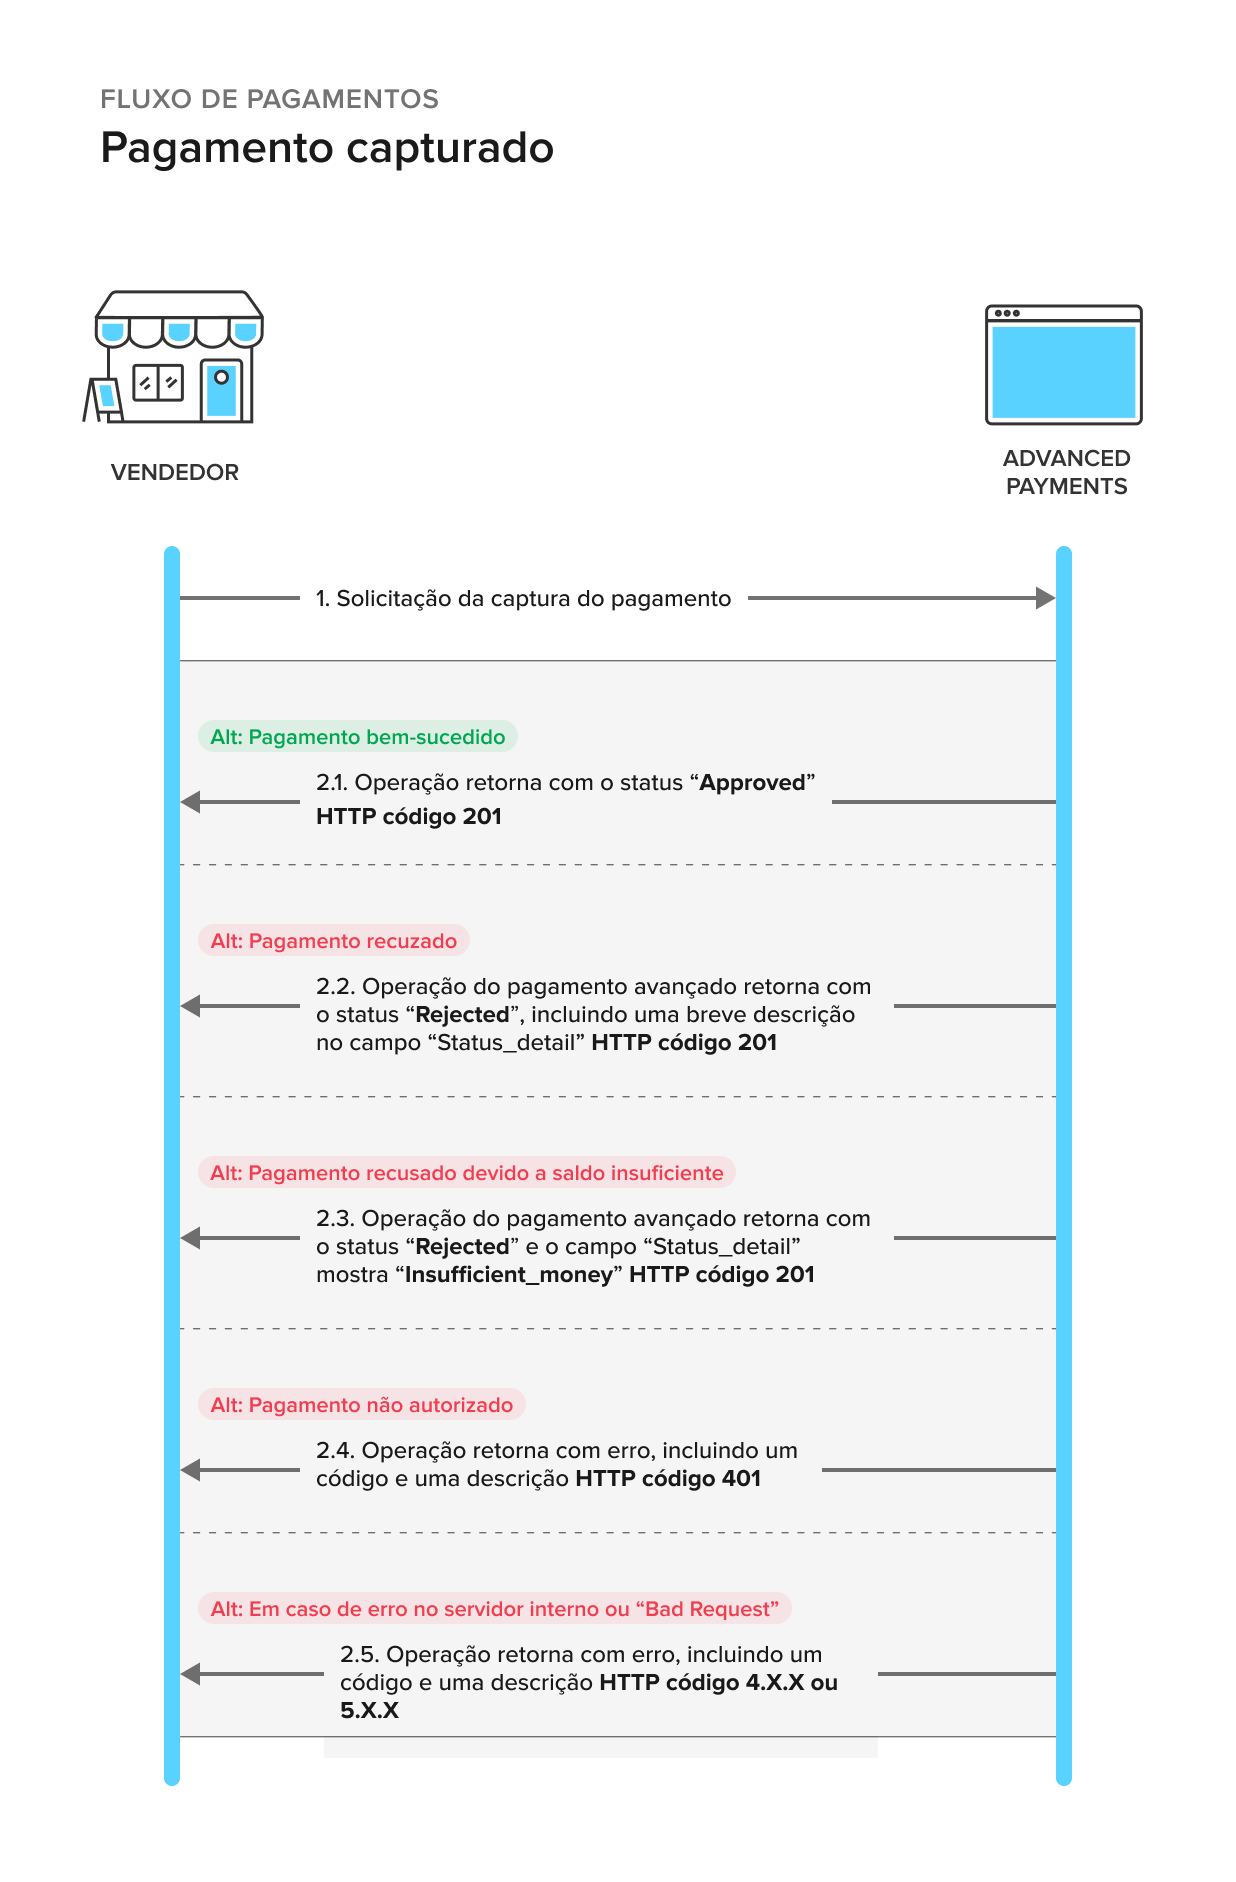 FLUXO DE PAGAMENTOS
Pagamento capturado
VENDEDOR
ADVANCED
PAYMENTS
1. Solicitação da captura do pagamento
Alt: Pagamento bem-sucedido
2.1. Operação retorna com o status “Approved”
HTTP código 201
Alt: Pagamento recuzado
2.2. Operação do pagamento avançado retorna com
o status “Rejected”, incluindo uma breve descrição
no campo “Status_detail” HTTP código 201
Alt: Pagamento recusado devido a saldo insuficiente
2.3. Operação do pagamento avançado retorna com
o status “Rejected” e o campo “Status_detail”
mostra “Insufficient_money” HTTP código 201
Alt: Pagamento não autorizado
2.4. Operação retorna com erro, incluindo um
código e uma descrição HTTP código 401
Alt: Em caso de erro no servidor interno ou “Bad Request”
2.5. Operação retorna com erro, incluindo um
código e uma descrição HTTP código 4.X.X ou
5.X.X